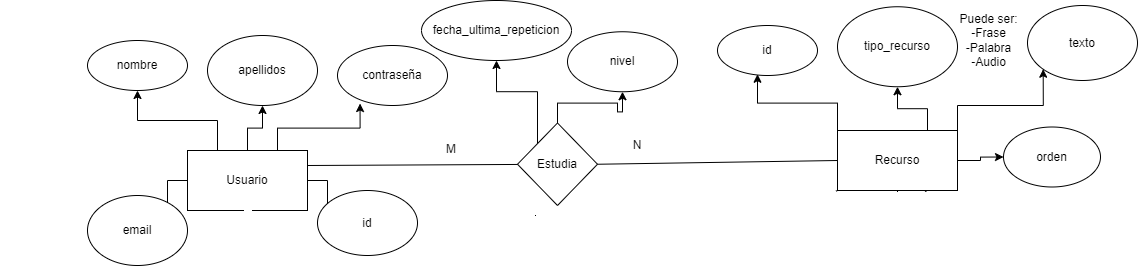 fecha_ultima_repeticion
Puede ser:
-Frase
-Palabra
-Audio
tipo_recurso
texto
id
nombre
apellidos
contraseña
nivel
M
N
Estudia
Usuario
Recurso
orden
email
id